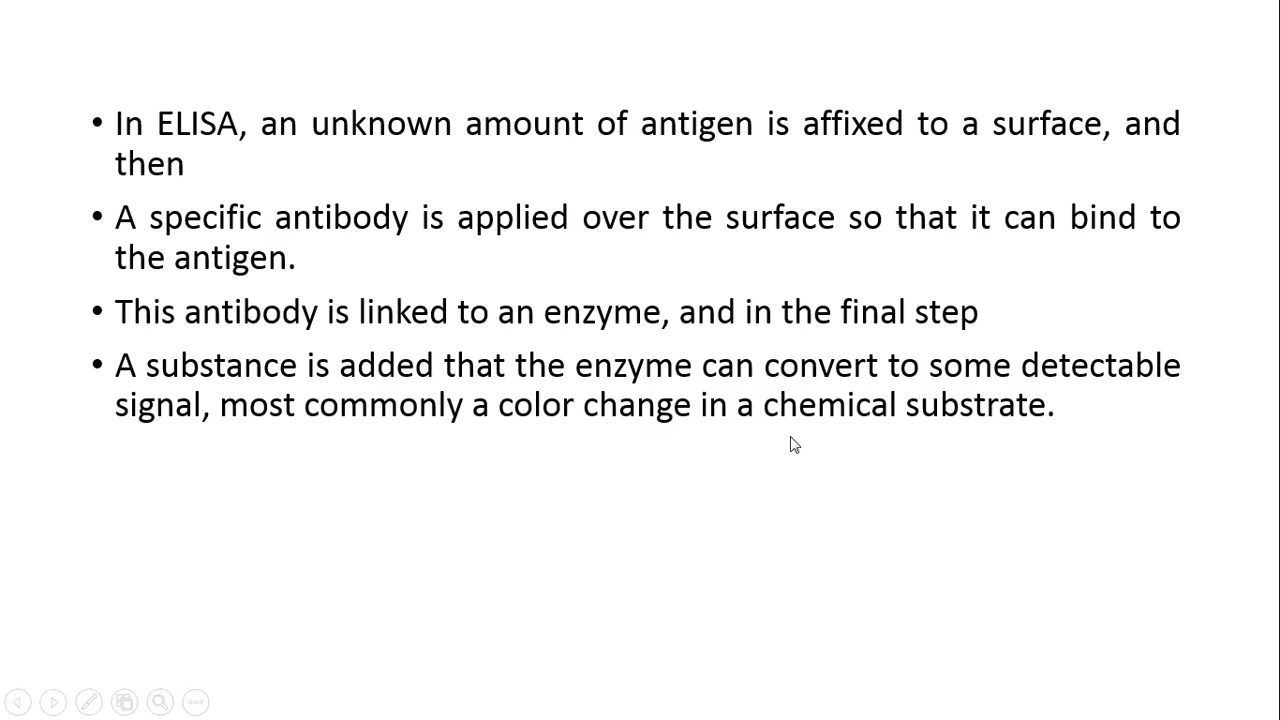 • In ELISA, an unknown amount of antigen is affixed to a surface, and
then
• A specific antibody is applied over the surface so that it can bind to
the antigen.
• This antibody is linked to an enzyme, and in the final step
• A substance is added that the enzyme can convert to some detectable
signal, most commonly a color change in a chemical substrate.